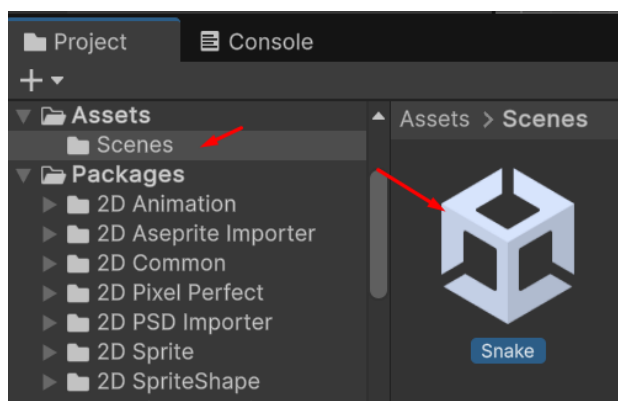 Project
Console
Assets
Scenes
Packages
2D Animation
2D Aseprite Importer
2D Common
2D Pixel Perfect
2D PSD Importer
2D Sprite
2D SpriteShape
Assets > Scenes
Snake